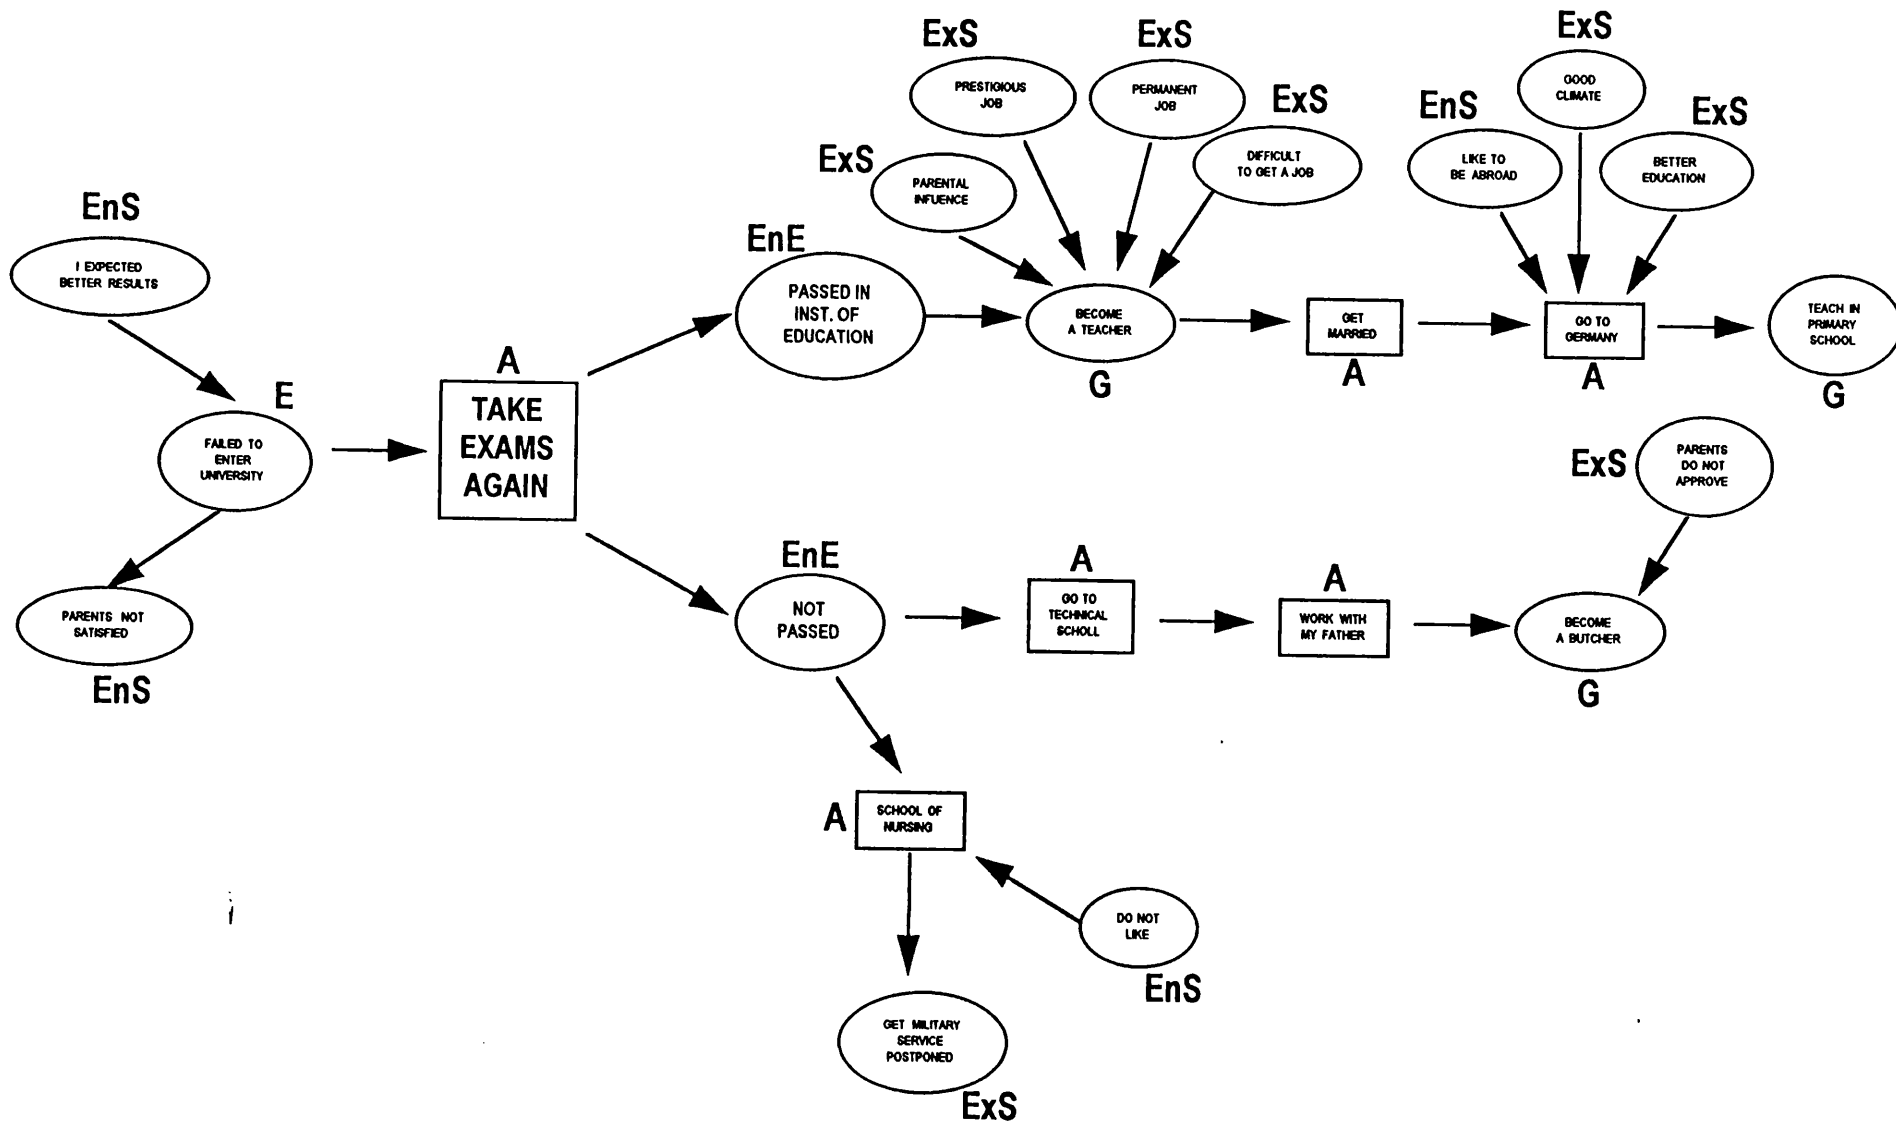 ExS
PRESTIGIOUS
JOB
ExS
PERMANENT
JOB
ExS
DIFFICULT
TO GET A JOB
ExS
PARENTAL
INFUENCE
ExS
GOOD
CLIMATE
EnS
LIKE TO
BE ABROAD
ExS
BETTER
EDUCATION
EnS
I EXPECTED
BETTER RESULTS
E
FAILED TO
ENTER
UNIVERSITY
PARENTS NOT
SATISFIED
EnS
A
TAKE
EXAMS
AGAIN
EnE
PASSED IN
INST. OF
EDUCATION
BECOME
A TEACHER
G
GET
MARRIED
A
GO TO
GERMANY
A
TEACH IN
PRIMARY
SCHOOL
G
EnE
NOT
PASSED
A
GO TO
TECHNICAL
SCHOLL
A
WORK WITH
MY FATHER
ExS
PARENTS
DO NOT
APPROVE
BECOME
A BUTCHER
G
A
SCHOOL OF
NURSING
DO NOT
LIKE
EnS
GET MILITARY
SERVICE
POSTPONED
ExS